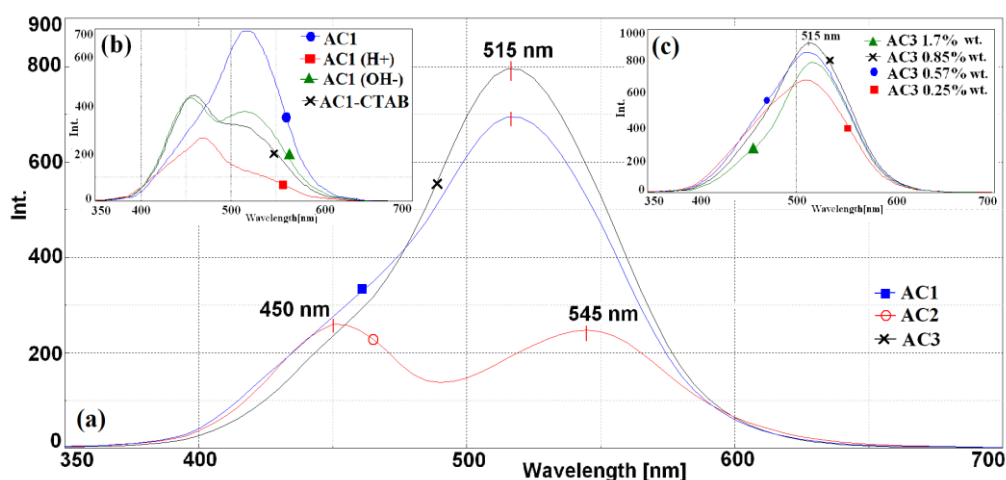 900
800
600
400
200
0
Int.
350
400
500
600
700
Wavelength [nm]
(a)
515 nm
450 nm
545 nm
AC1
AC2
AC3
(b)
700
600
400
200
0
Int.
350
400
500
600
700
Wavelength[nm]
AC1
AC1 (H+)
AC1 (OH-)
AC1-CTAB
(c)
1000
800
600
400
200
0
Int.
350
400
500
600
700
Wavelength[nm]
515 nm
AC3 1.7% wt.
AC3 0.85% wt.
AC3 0.57% wt.
AC3 0.25% wt.